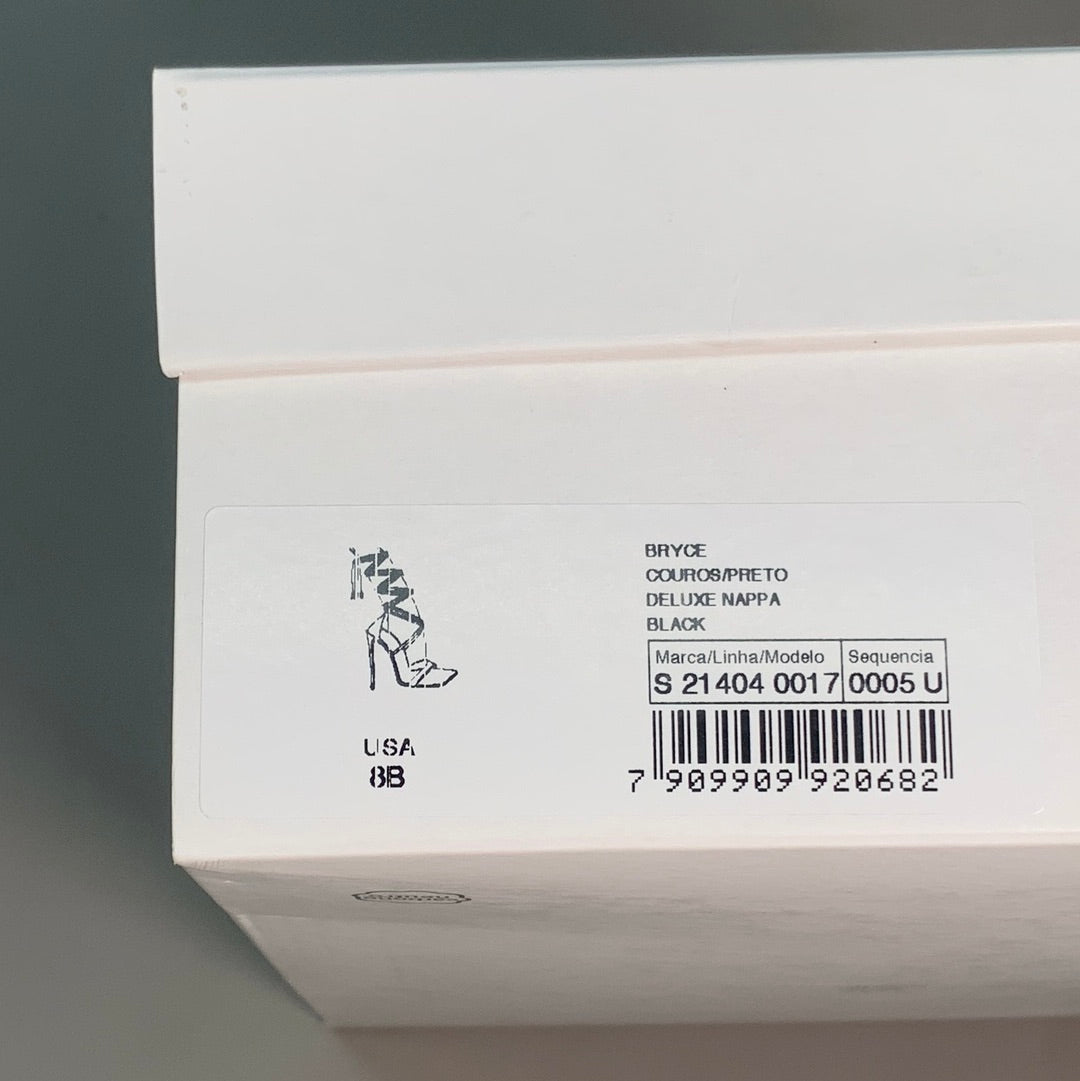 BRYCE
COUROS/PRETO
DELUXE NAPPA
BLACK
Marca/Linha/Modelo Sequencia
S 21404 0017 0005 U
7 909909 920682
USA
8B